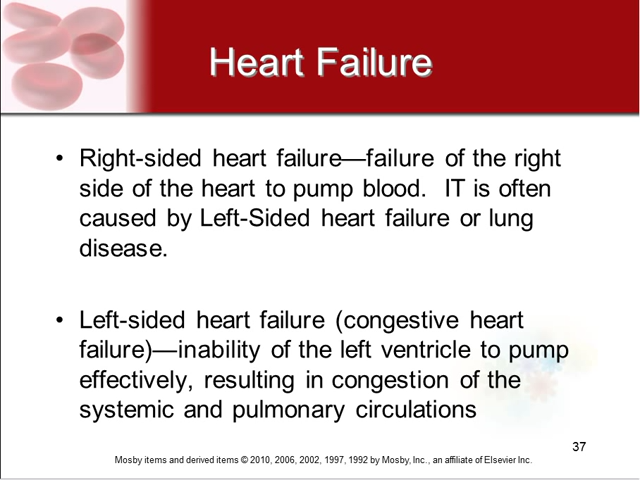 Heart Failure
• Right-sided heart failure—failure of the right
side of the heart to pump blood.  IT is often
caused by Left-Sided heart failure or lung
disease.
• Left-sided heart failure (congestive heart
failure)—inability of the left ventricle to pump
effectively, resulting in congestion of the
systemic and pulmonary circulations
37
Mosby items and derived items © 2010, 2006, 2002, 1997, 1992 by Mosby, Inc., an affiliate of Elsevier Inc.